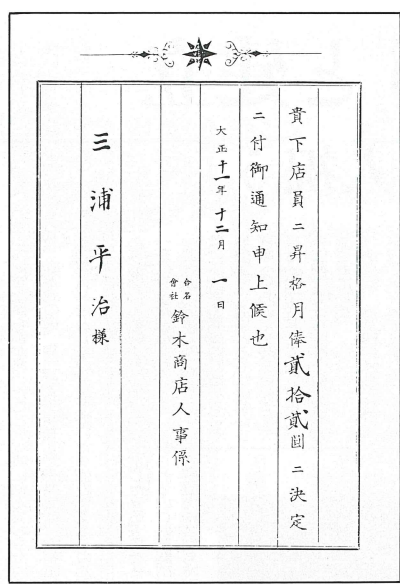 貴下店員ニ昇格月俸貳拾貳圓ニ決定
ニ付御通知申上候也
大正十一年十二月一日
合名會社鈴木商店人事係
三浦平治様